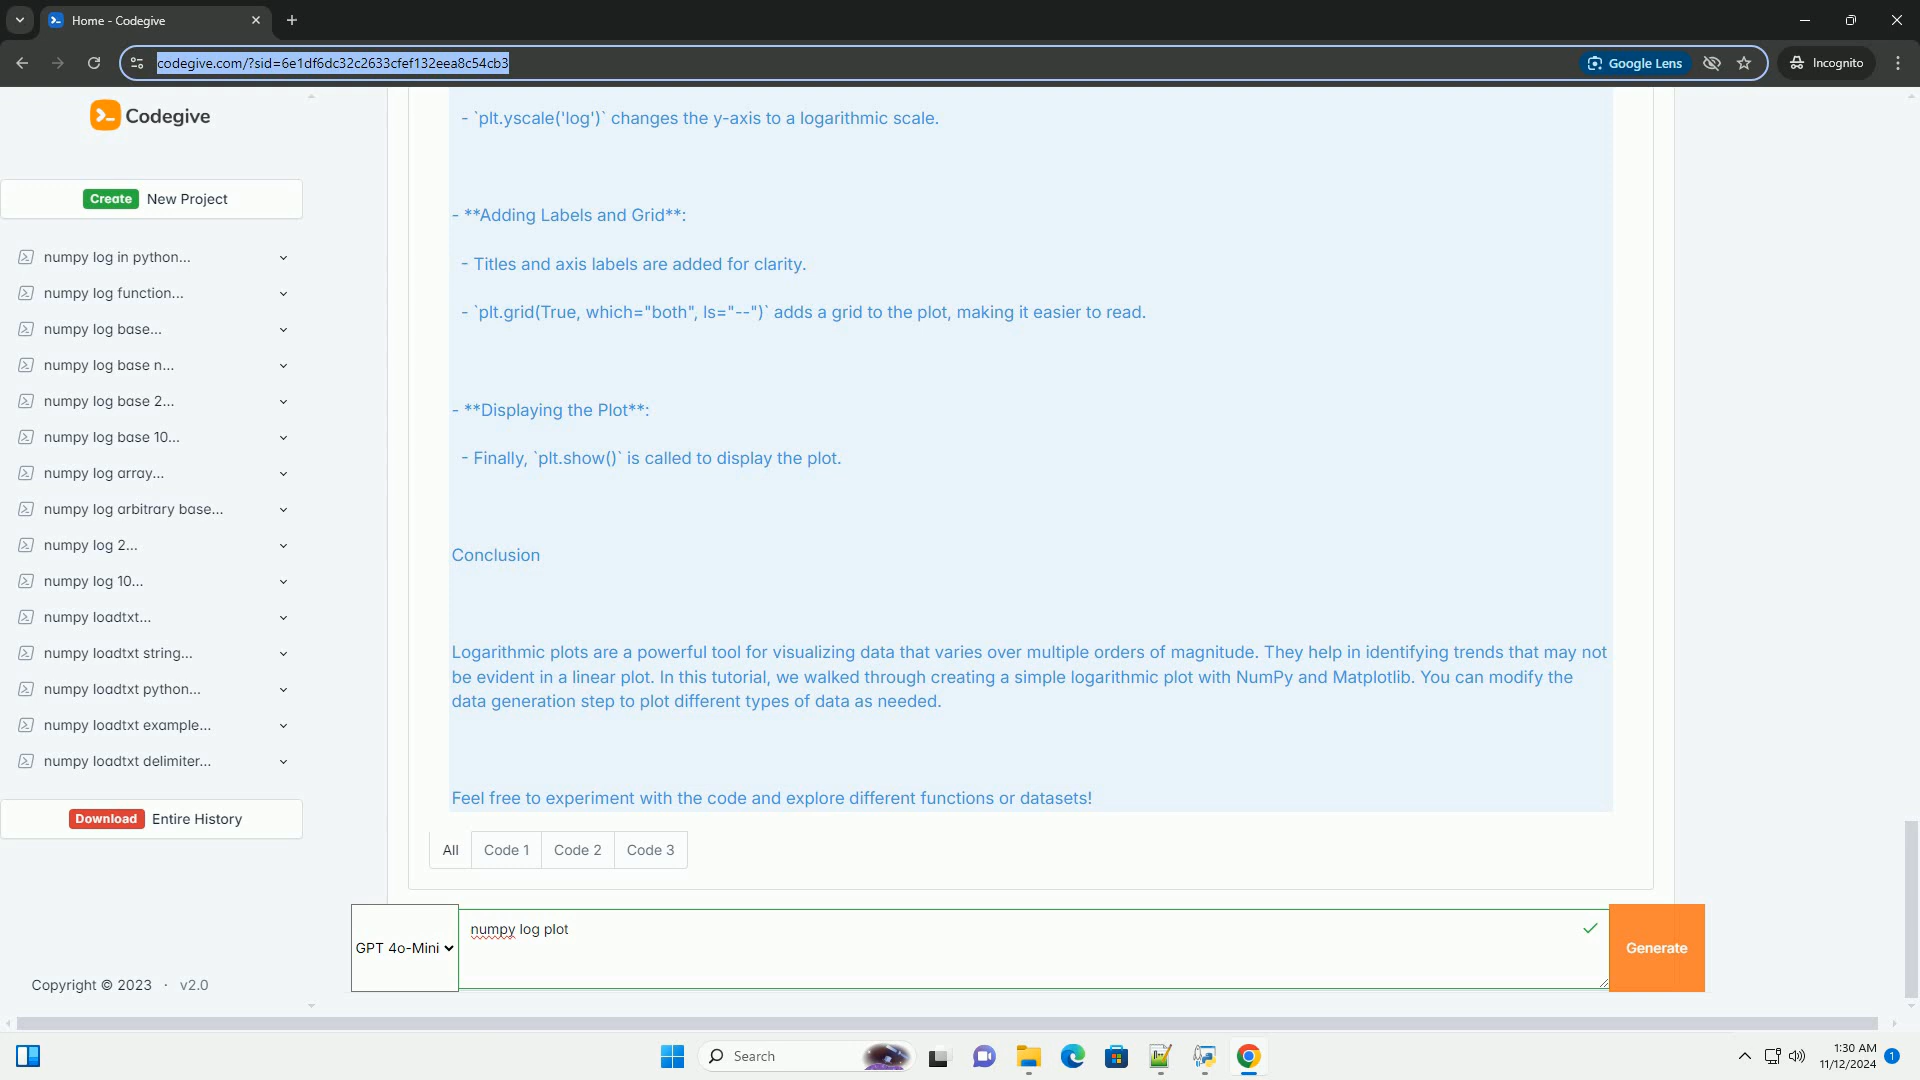 Home - Codegive
codegive.com/?sid=6e1df6dc32c2633cfef132eea8c54cb3
Google Lens
Incognito
Codegive
Create New Project
numpy log in python...
numpy log function...
numpy log base...
numpy log base n...
numpy log base 2...
numpy log base 10...
numpy log array...
numpy log arbitrary base...
numpy log 2...
numpy log 10...
numpy loadtxt...
numpy loadtxt string...
numpy loadtxt python...
numpy loadtxt example...
numpy loadtxt delimiter...
Download Entire History
Copyright © 2023 · v2.0
- `plt.yscale('log')` changes the y-axis to a logarithmic scale.
- **Adding Labels and Grid**:
- Titles and axis labels are added for clarity.
- `plt.grid(True, which="both", ls="--")` adds a grid to the plot, making it easier to read.
- **Displaying the Plot**:
- Finally, `plt.show()` is called to display the plot.
Conclusion
Logarithmic plots are a powerful tool for visualizing data that varies over multiple orders of magnitude. They help in identifying trends that may not
be evident in a linear plot. In this tutorial, we walked through creating a simple logarithmic plot with NumPy and Matplotlib. You can modify the
data generation step to plot different types of data as needed.
Feel free to experiment with the code and explore different functions or datasets!
All Code 1 Code 2 Code 3
GPT 4o-Mini
numpy log plot
Generate
Search
1:30 AM
11/12/2024
1